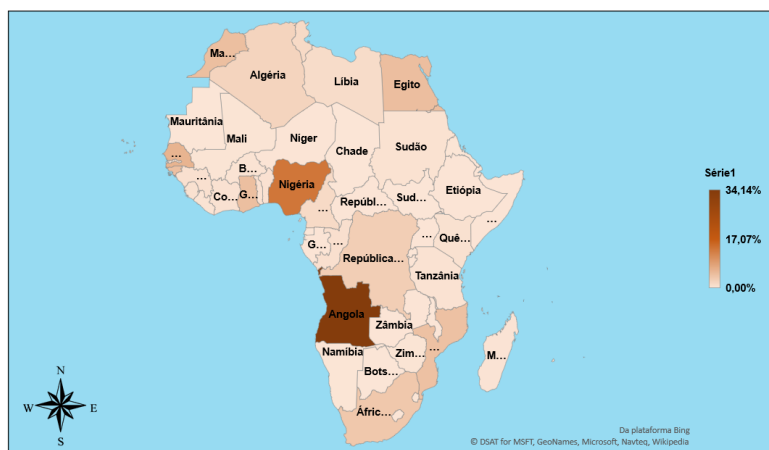 Ma...
Algéria
Líbia
Egito
Mauritânia
Mali
Niger
Chade
Sudão
...
...
B...
Nigéria
Co...
G...
...
Repúbl...
Sud...
Etiópia
...
G...
...
...
Quê...
República...
Tanzânia
Angola
Zâmbia
...
Namíbia
Zim...
M...
Bots...
Áfric...
Série1
34,14%
17,07%
0,00%
N
W
E
S
Da plataforma Bing
© DSAT for MSFT, GeoNames, Microsoft, Navteq, Wikipedia